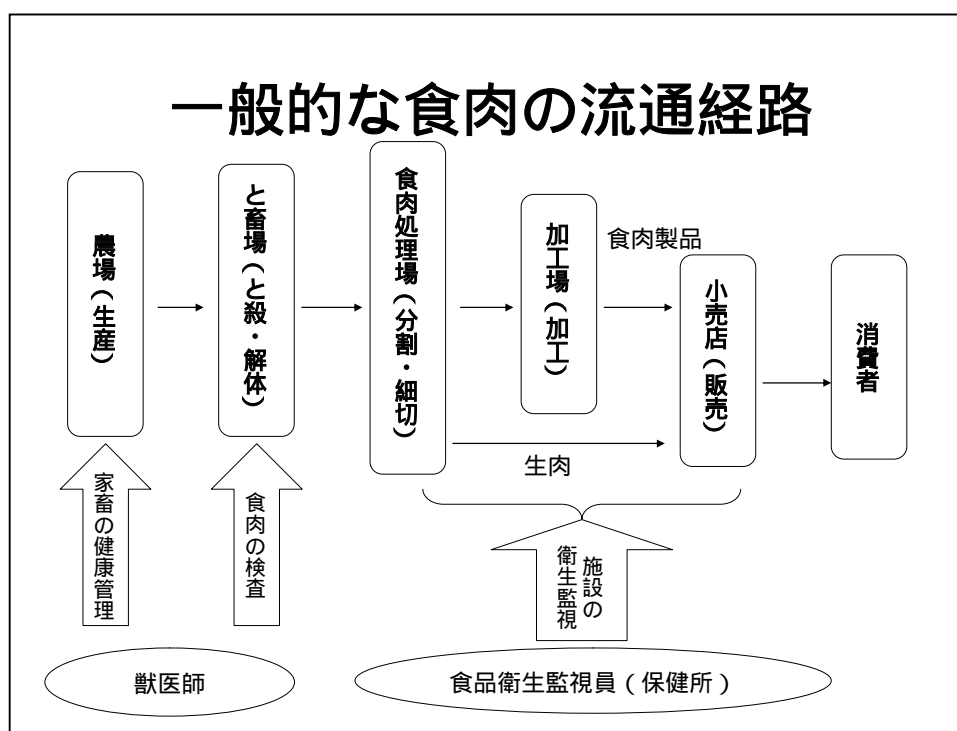 一般的な食肉の流通経路
農場（生産）
と畜場（と殺・解体）
食肉処理場（分割・細切）
加工場（加工）
食肉製品
小売店（販売）
消費者
生肉
家畜の健康管理
食肉の検査
施設の
衛生監視
獣医師
食品衛生監視員（保健所）